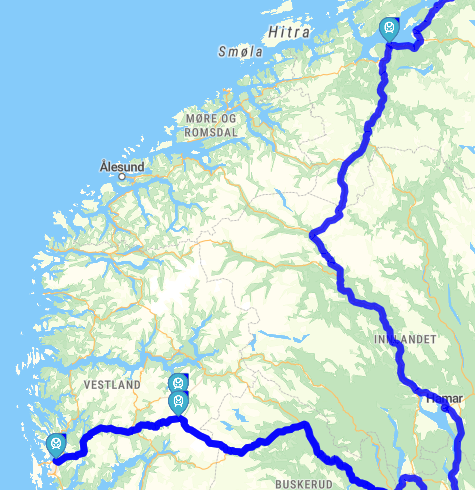 Hitra
Smøla
MØRE OG
ROMSDAL
Ålesund
INNLANDET
VESTLAND
Hamar
BUSKERUD